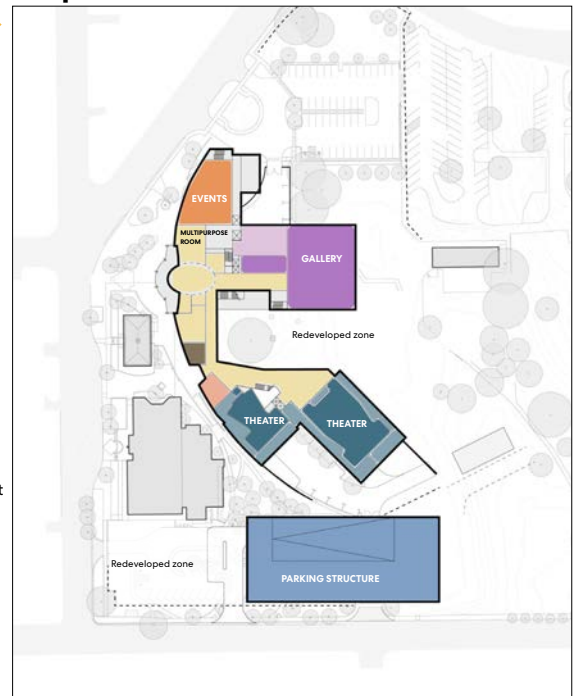 EVENTS
MULTIPURPOSE
ROOM
GALLERY
Redeveloped zone
THEATER
THEATER
Redeveloped zone
PARKING STRUCTURE